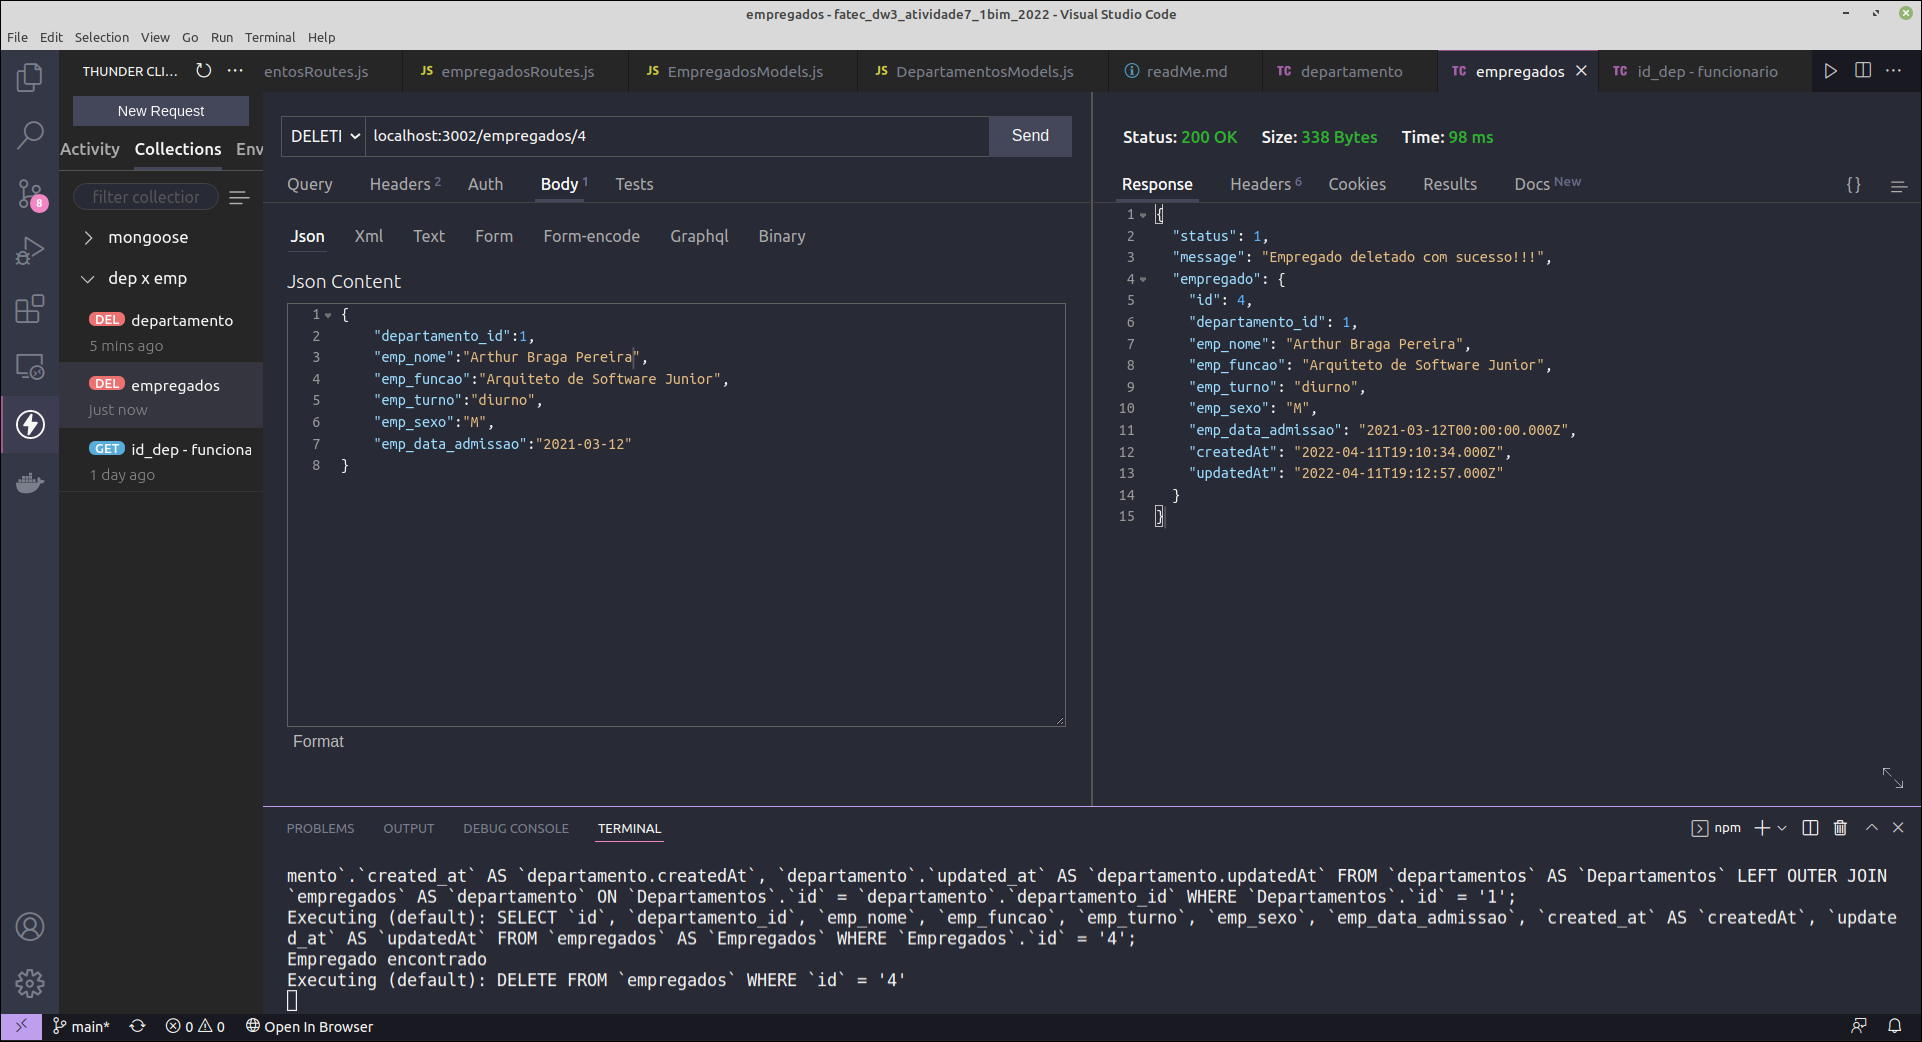 empregados - fatec_dw3_atividade7_1bim_2022 - Visual Studio Code
File Edit Selection View Go Run Terminal Help
THUNDER CLI...
entosRoutes.js
JS empregadosRoutes.js
JS EmpregadosModels.js
JS DepartamentosModels.js
readMe.md
TC departamento
TC empregados
TC id_dep - funcionario
New Request
Activity Collections Env
filter collection
8
mongoose
dep x emp
DEL departamento
5 mins ago
DEL empregados
just now
GET id_dep - funciona
1 day ago
DELETE localhost:3002/empregados/4 Send
Query Headers 2 Auth Body 1 Tests
Json Xml Text Form Form-encode Graphql Binary
Json Content
1 {
2 "departamento_id":1,
3 "emp_nome":"Arthur Braga Pereira",
4 "emp_funcao":"Arquiteto de Software Junior",
5 "emp_turno":"diurno",
6 "emp_sexo":"M",
7 "emp_data_admissao":"2021-03-12"
8 }
Format
Status: 200 OK Size: 338 Bytes Time: 98 ms
Response Headers 6 Cookies Results Docs New {}
1 {
2 "status": 1,
3 "message": "Empregado deletado com sucesso!!!",
4 "empregado": {
5 "id": 4,
6 "departamento_id": 1,
7 "emp_nome": "Arthur Braga Pereira",
8 "emp_funcao": "Arquiteto de Software Junior",
9 "emp_turno": "diurno",
10 "emp_sexo": "M",
11 "emp_data_admissao": "2021-03-12T00:00:00.000Z",
12 "createdAt": "2022-04-11T19:10:34.000Z",
13 "updatedAt": "2022-04-11T19:12:57.000Z"
14 }
15 }
PROBLEMS OUTPUT DEBUG CONSOLE TERMINAL
npm
mento`.`created_at` AS `departamento.createdAt`, `departamento`.`updated_at` AS `departamento.updatedAt` FROM `departamentos` AS `Departamentos` LEFT OUTER JOIN
`empregados` AS `departamento` ON `Departamentos`.`id` = `departamento`.`departamento_id` WHERE `Departamentos`.`id` = '1';
Executing (default): SELECT `id`, `departamento_id`, `emp_nome`, `emp_funcao`, `emp_turno`, `emp_sexo`, `emp_data_admissao`, `created_at` AS `createdAt`, `update
d_at` AS `updatedAt` FROM `empregados` AS `Empregados` WHERE `Empregados`.`id` = '4';
Empregado encontrado
Executing (default): DELETE FROM `empregados` WHERE `id` = '4'
main* 0 0 Open In Browser